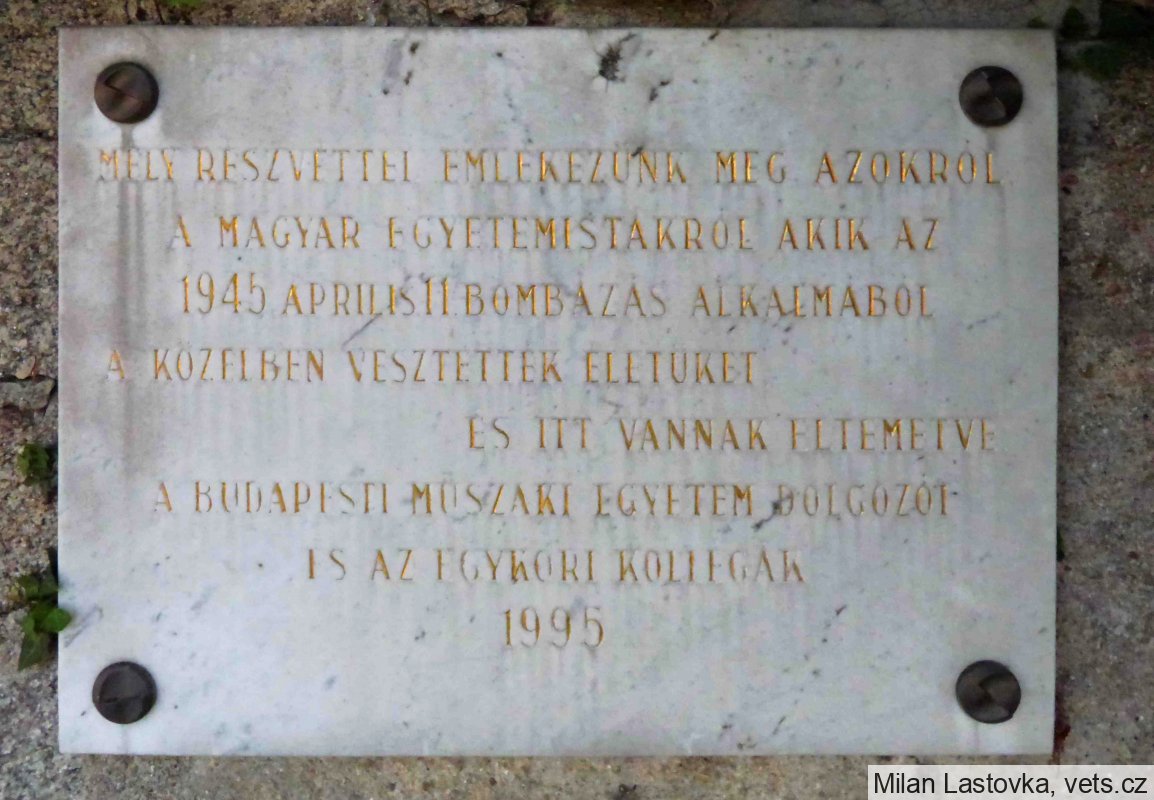 MÉLY RÉSZVÉTTEL EMLÉKEZÜNK MEG AZOKRÓL
A MAGYAR EGYETEMISTÁKRÓL AKIK AZ
1945 ÁPRILIS 11. BOMBÁZÁS ALKALMÁBÓL
A KÖZELBEN VESZTETTÉK ÉLETÜKET
ÉS ITT VANNAK ELTEMETVE
A BUDAPESTI MŰSZAKI EGYETEM DOLGOZÓI
ÉS AZ EGYKORI KOLLÉGÁK
1995
Milan Lastovka, vets.cz